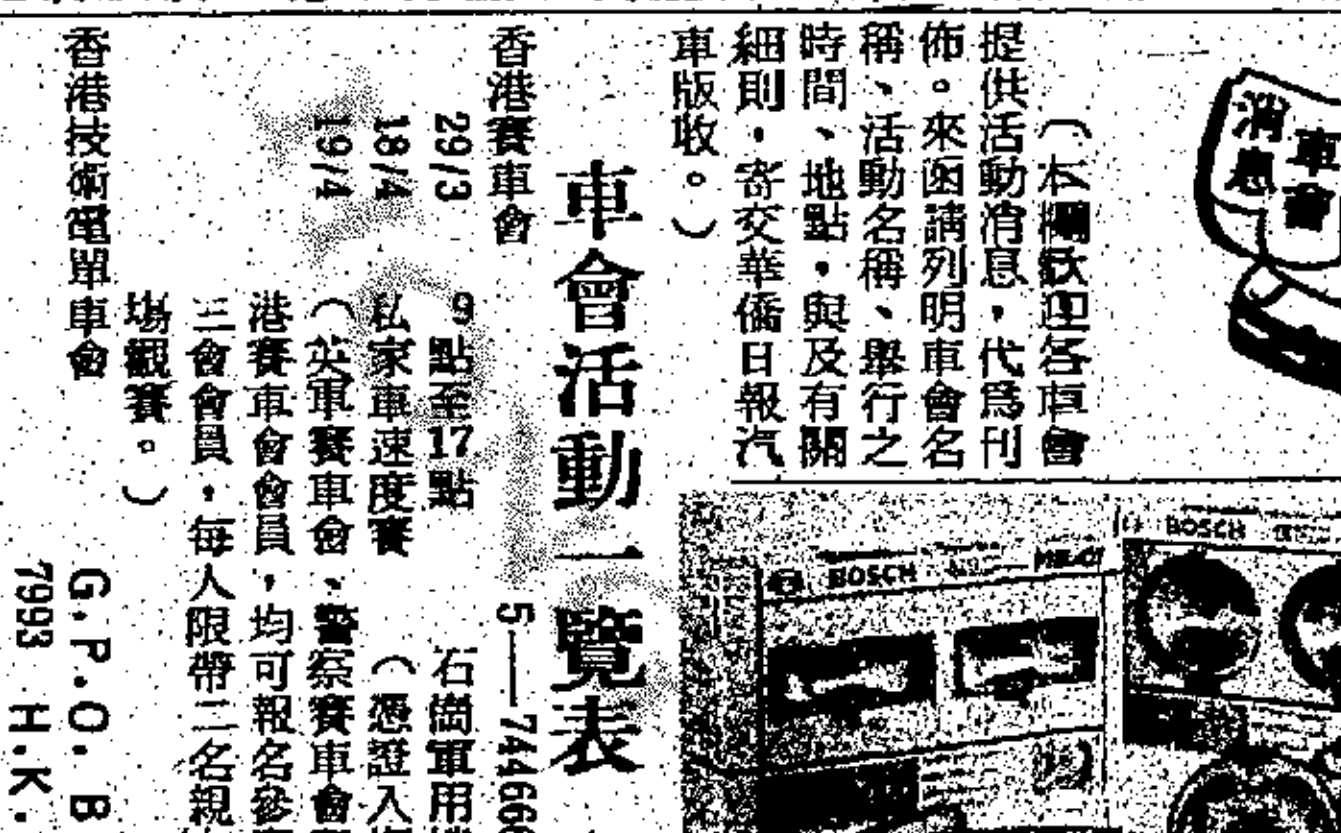 車會
消息
（本欄歡迎各車會
提供活動消息，代爲刊
佈。來函請列明車會名
稱、活動名稱、舉行之
時間、地點，與及有關
細則，寄交華僑日報汽
車版收。）
車會活動一覽表
香港賽車會 5——74466
29/3 9點至17點 石崗軍用
18/4 私家車速度賽 （憑證入
19/4 （英軍賽車會、警察賽車會
港賽車會會員，均可報名參
三會會員，每人限帶二名親
場觀賽。）
香港技術電單車會 G.P.O. B
7993 H.K.
BOSCH
BOSCH